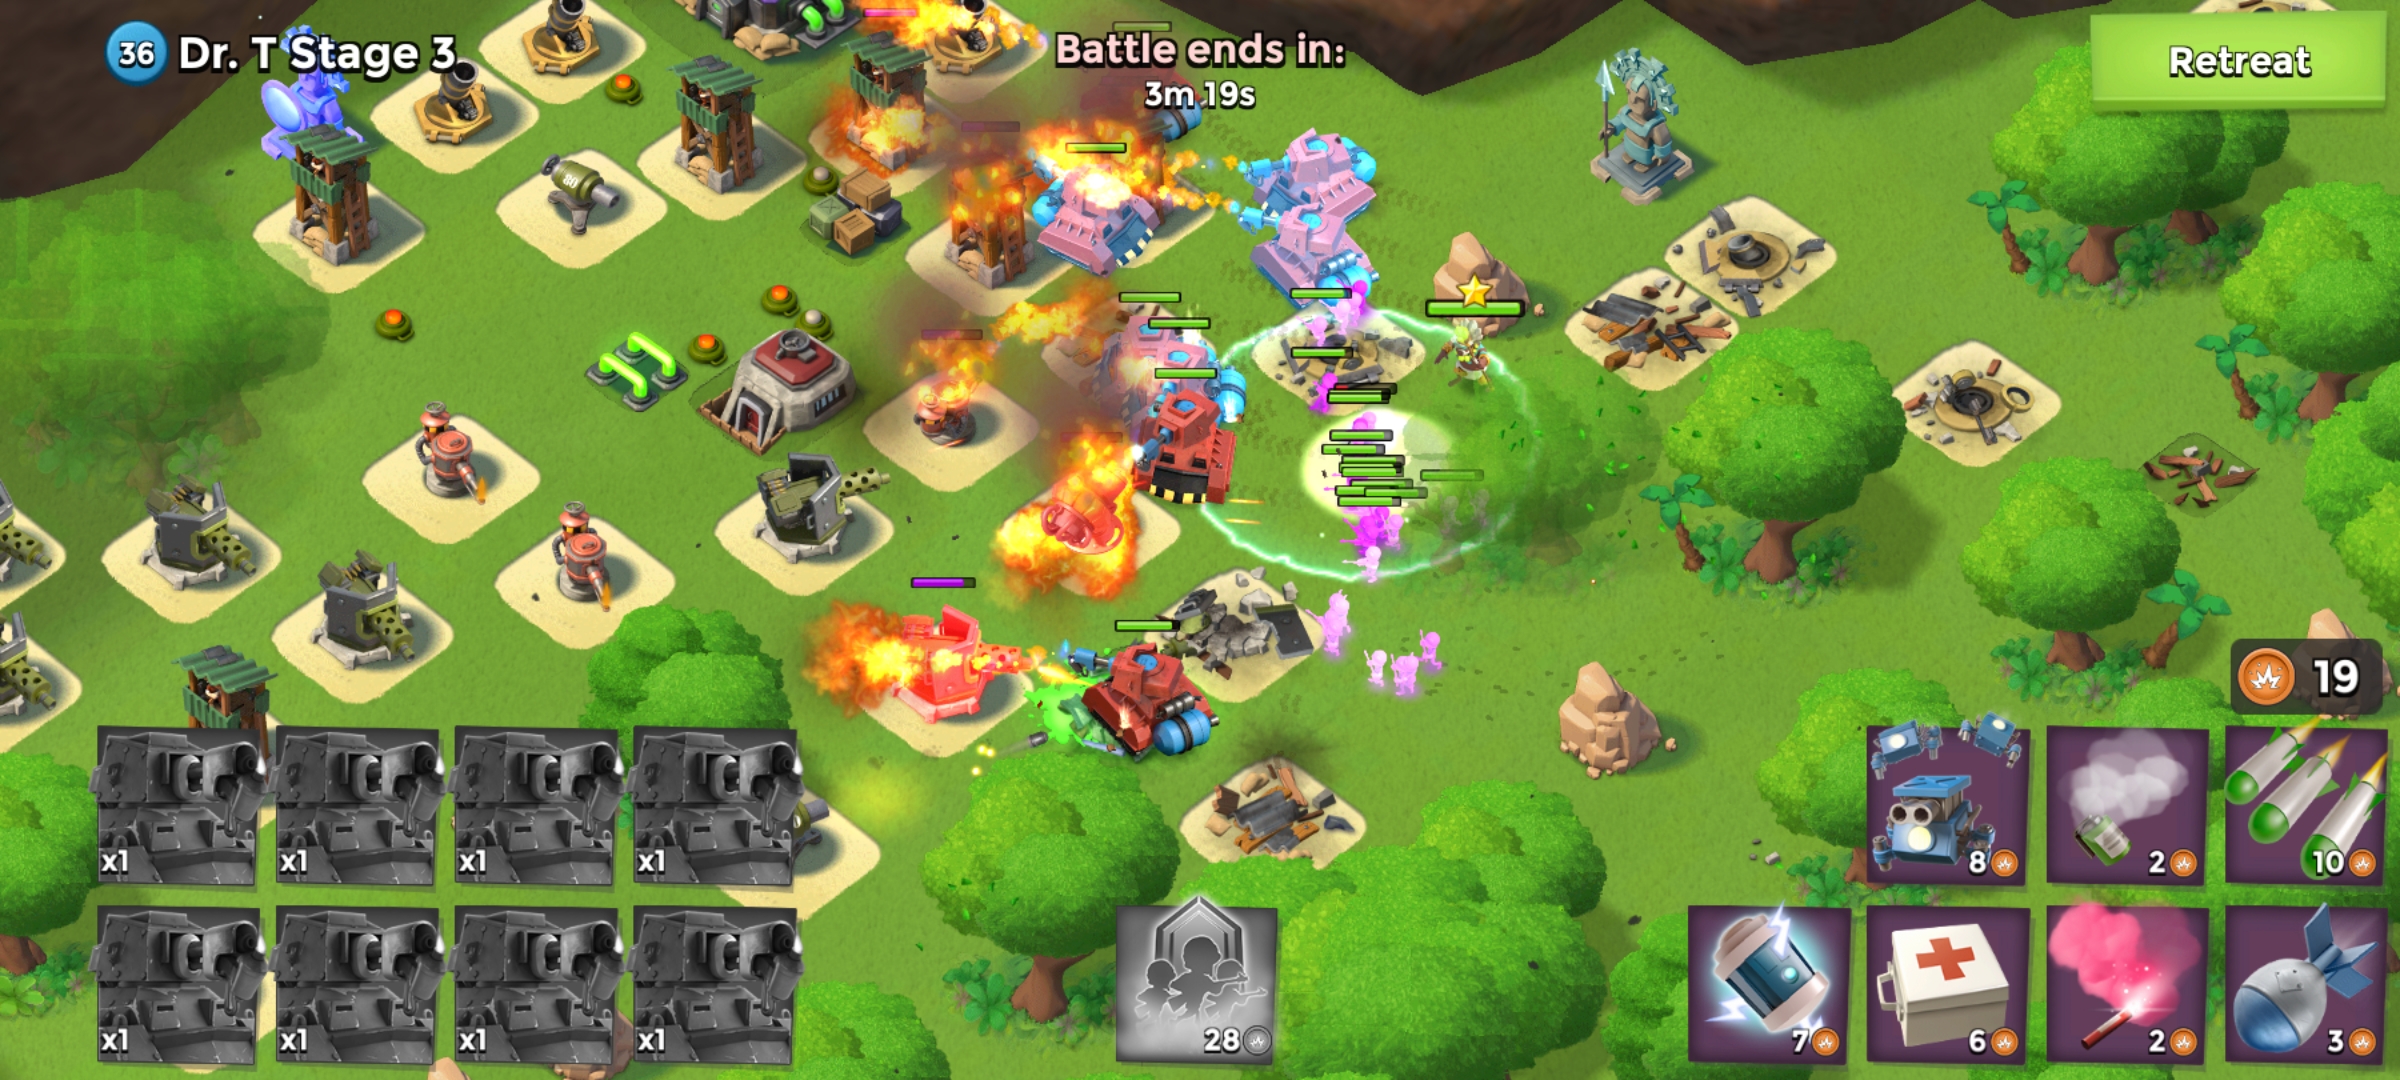 36 Dr. T Stage 3
Battle ends in:
3m 19s
Retreat
80
19
x1 x1 x1 x1
8 2 10
x1 x1 x1 x1
28
7 6 2 3